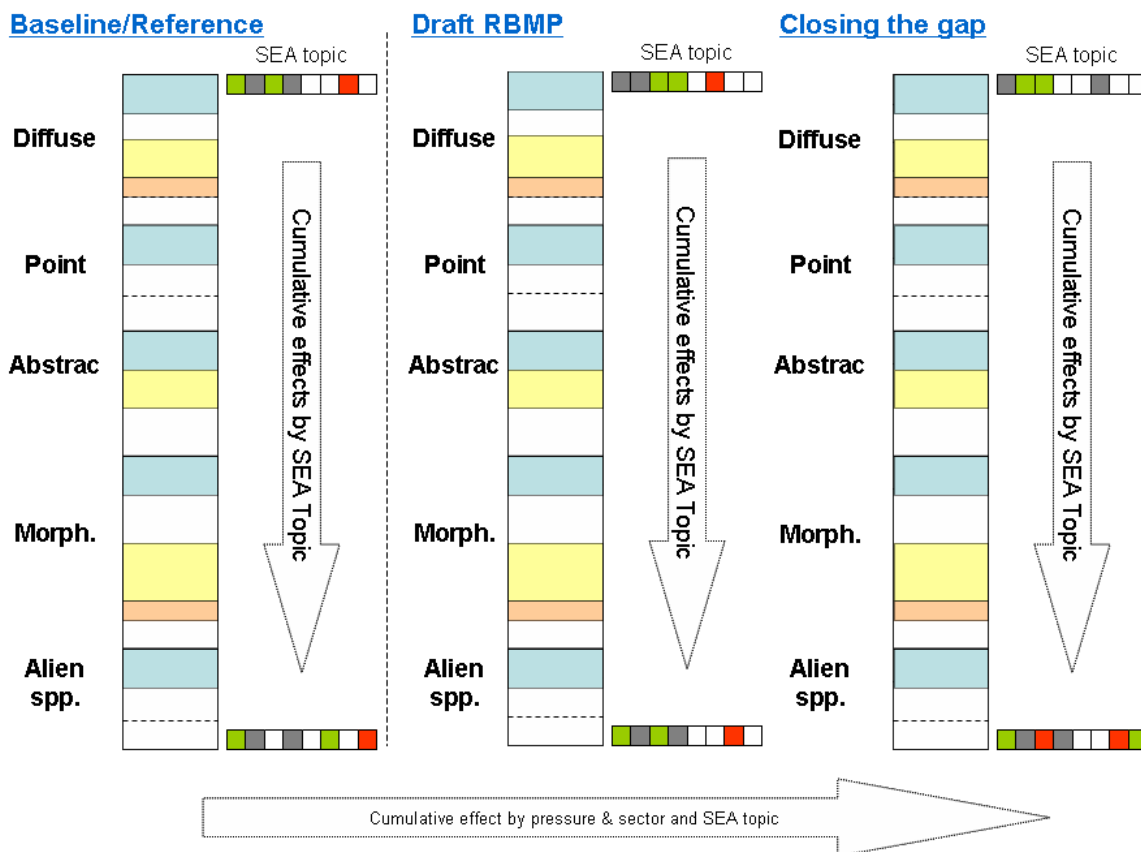 Baseline/Reference
SEA topic
Diffuse
Point
Abstrac
Morph.
Alien
spp.
Cumulative effects by SEA Topic
Draft RBMP
SEA topic
Diffuse
Point
Abstrac
Morph.
Alien
spp.
Cumulative effects by SEA Topic
Closing the gap
SEA topic
Diffuse
Point
Abstrac
Morph.
Alien
spp.
Cumulative effects by SEA Topic
Cumulative effect by pressure & sector and SEA topic